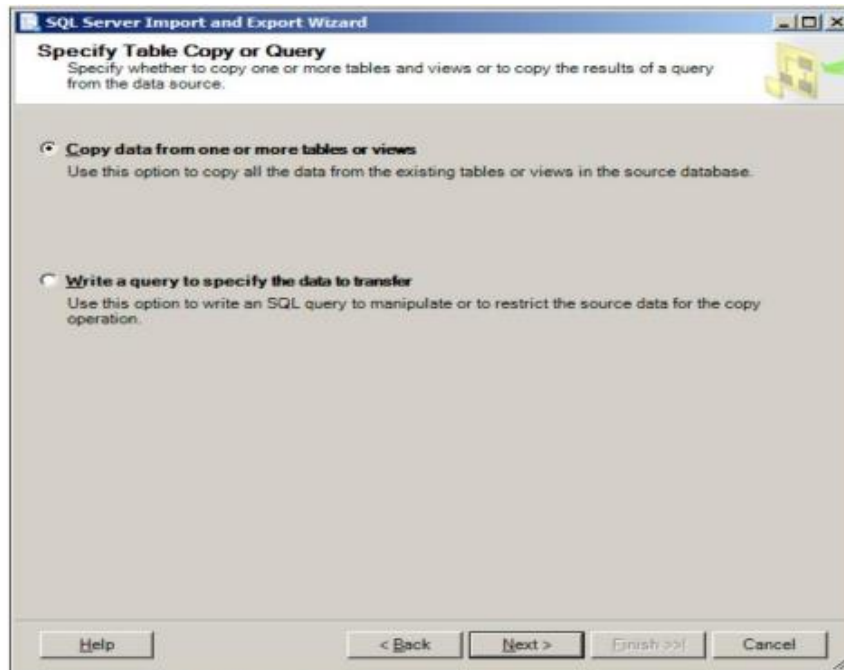 SQL Server Import and Export Wizard
Specify Table Copy or Query
Specify whether to copy one or more tables and views or to copy the results of a query
from the data source.
Copy data from one or more tables or views
Use this option to copy all the data from the existing tables or views in the source database.
Write a query to specify the data to transfer
Use this option to write an SQL query to manipulate or to restrict the source data for the copy
operation.
Help
< Back
Next >
Finish >>|
Cancel